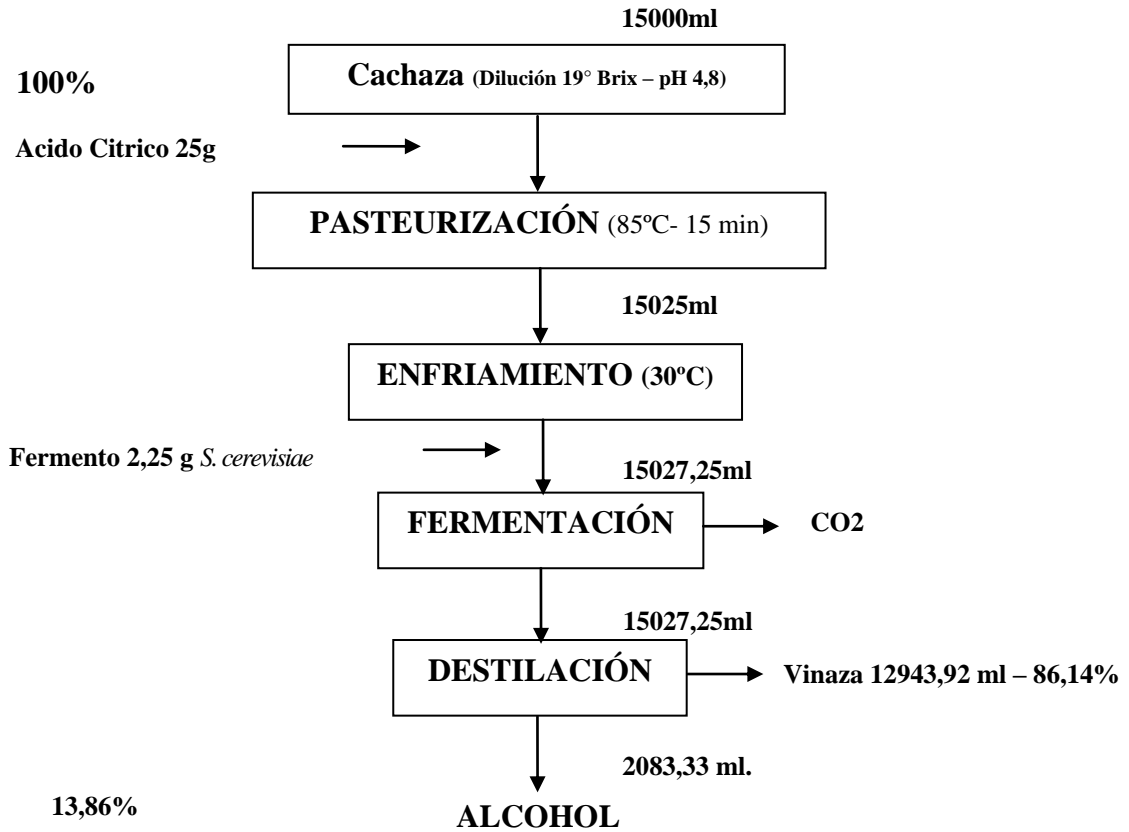 15000ml
Cachaza (Dilución 19° Brix – pH 4,8)
100%
Acido Citrico 25g
PASTEURIZACIÓN (85ºC- 15 min)
15025ml
ENFRIAMIENTO (30ºC)
Fermento 2,25 g S. cerevisiae
15027,25ml
FERMENTACIÓN
CO2
15027,25ml
DESTILACIÓN
Vinaza 12943,92 ml – 86,14%
2083,33 ml.
13,86%
ALCOHOL